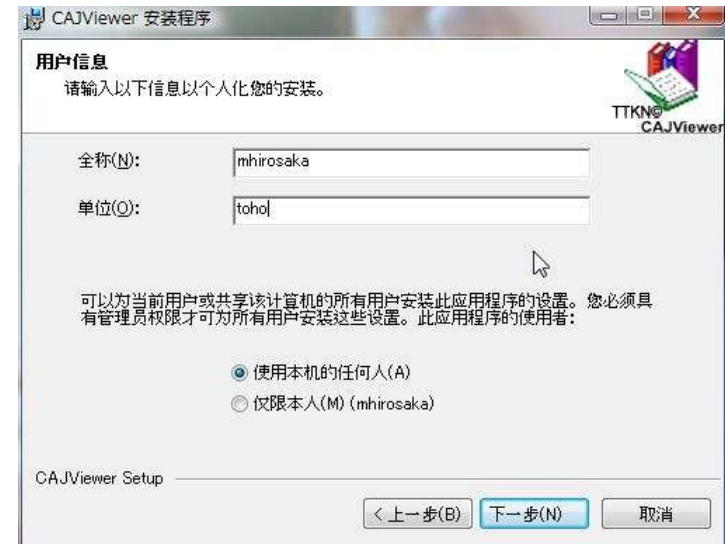 CAJViewer 安装程序
用户信息
请输入以下信息以个人化您的安装。
TTKN©
CAJViewer
全称(N):
mhirosaka
单位(O):
toho
可以为当前用户或共享该计算机的所有用户安装此应用程序的设置。您必须具
有管理员权限才可为所有用户安装这些设置。此应用程序的使用者:
使用本机的任何人(A)
仅限本人(M) (mhirosaka)
CAJViewer Setup
< 上一步(B)
下一步(N)
取消